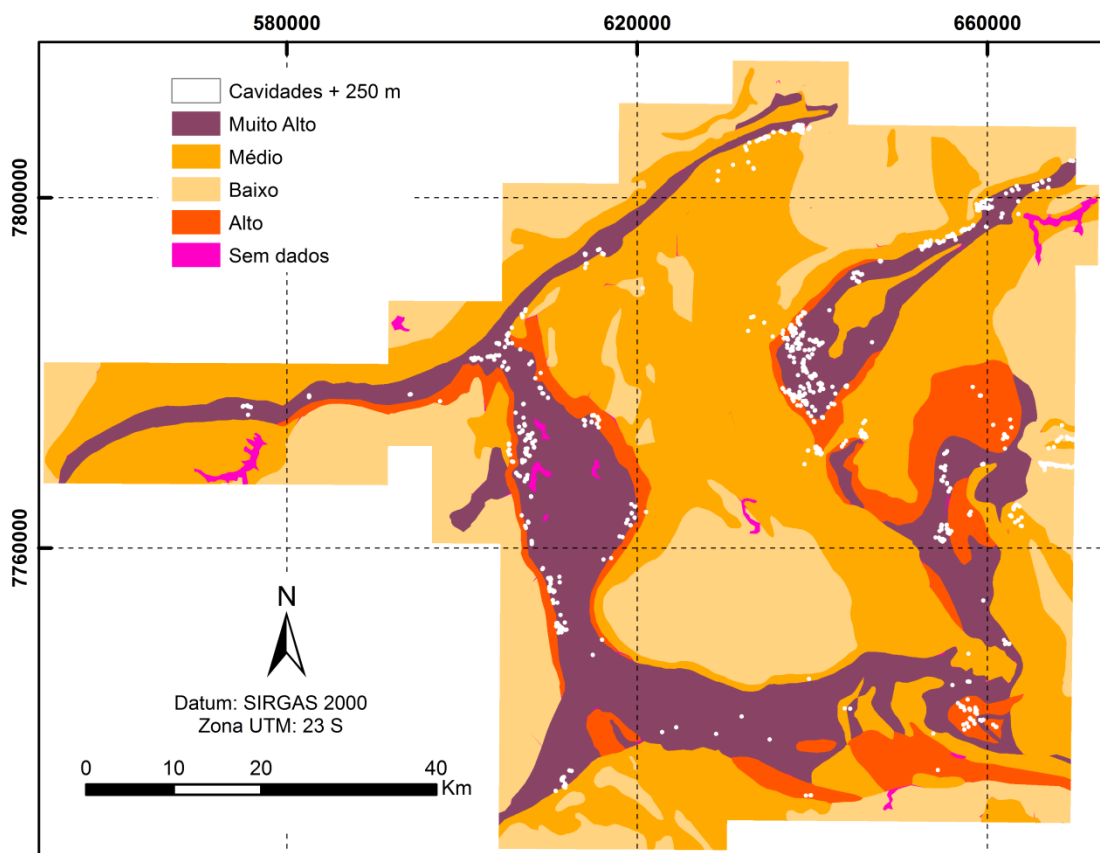 580000 620000 660000
7800000
7760000
Cavidades + 250 m
Muito Alto
Médio
Baixo
Alto
Sem dados
N
Datum: SIRGAS 2000
Zona UTM: 23 S
0 10 20 40
Km